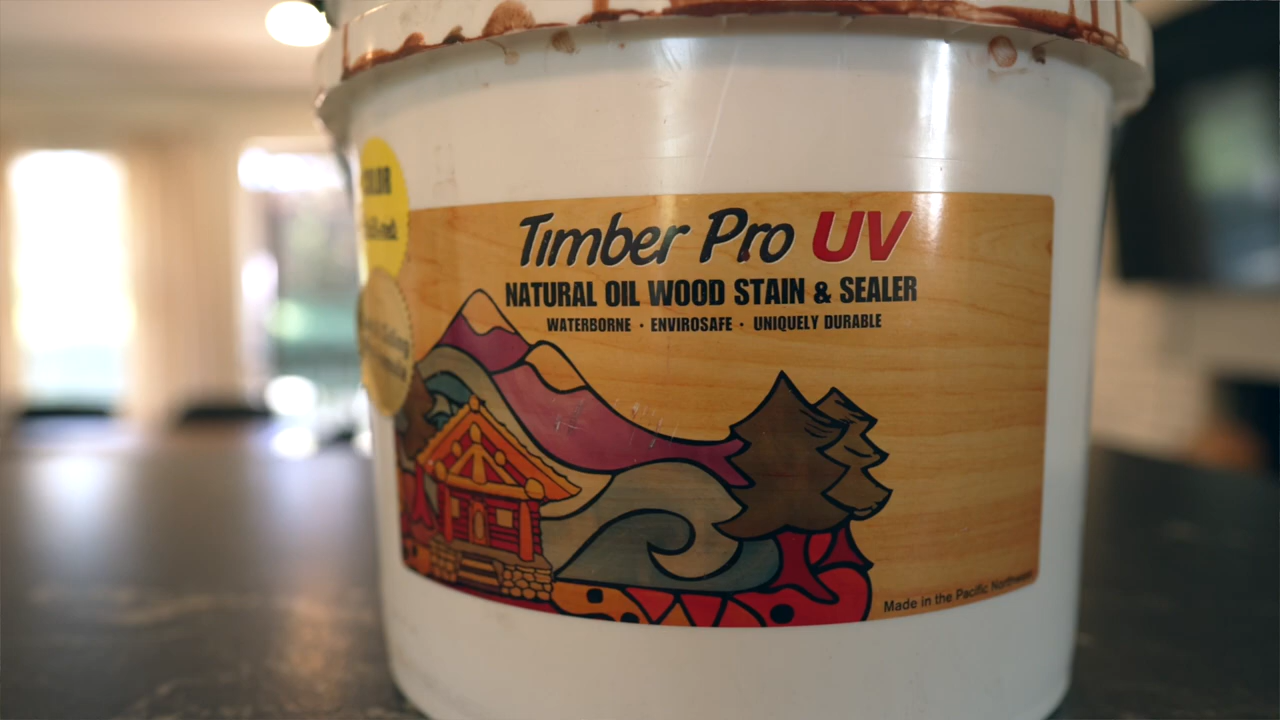 Timber Pro UV
NATURAL OIL WOOD STAIN & SEALER
WATERBORNE · ENVIROSAFE · UNIQUELY DURABLE
Made in the Pacific Northwest